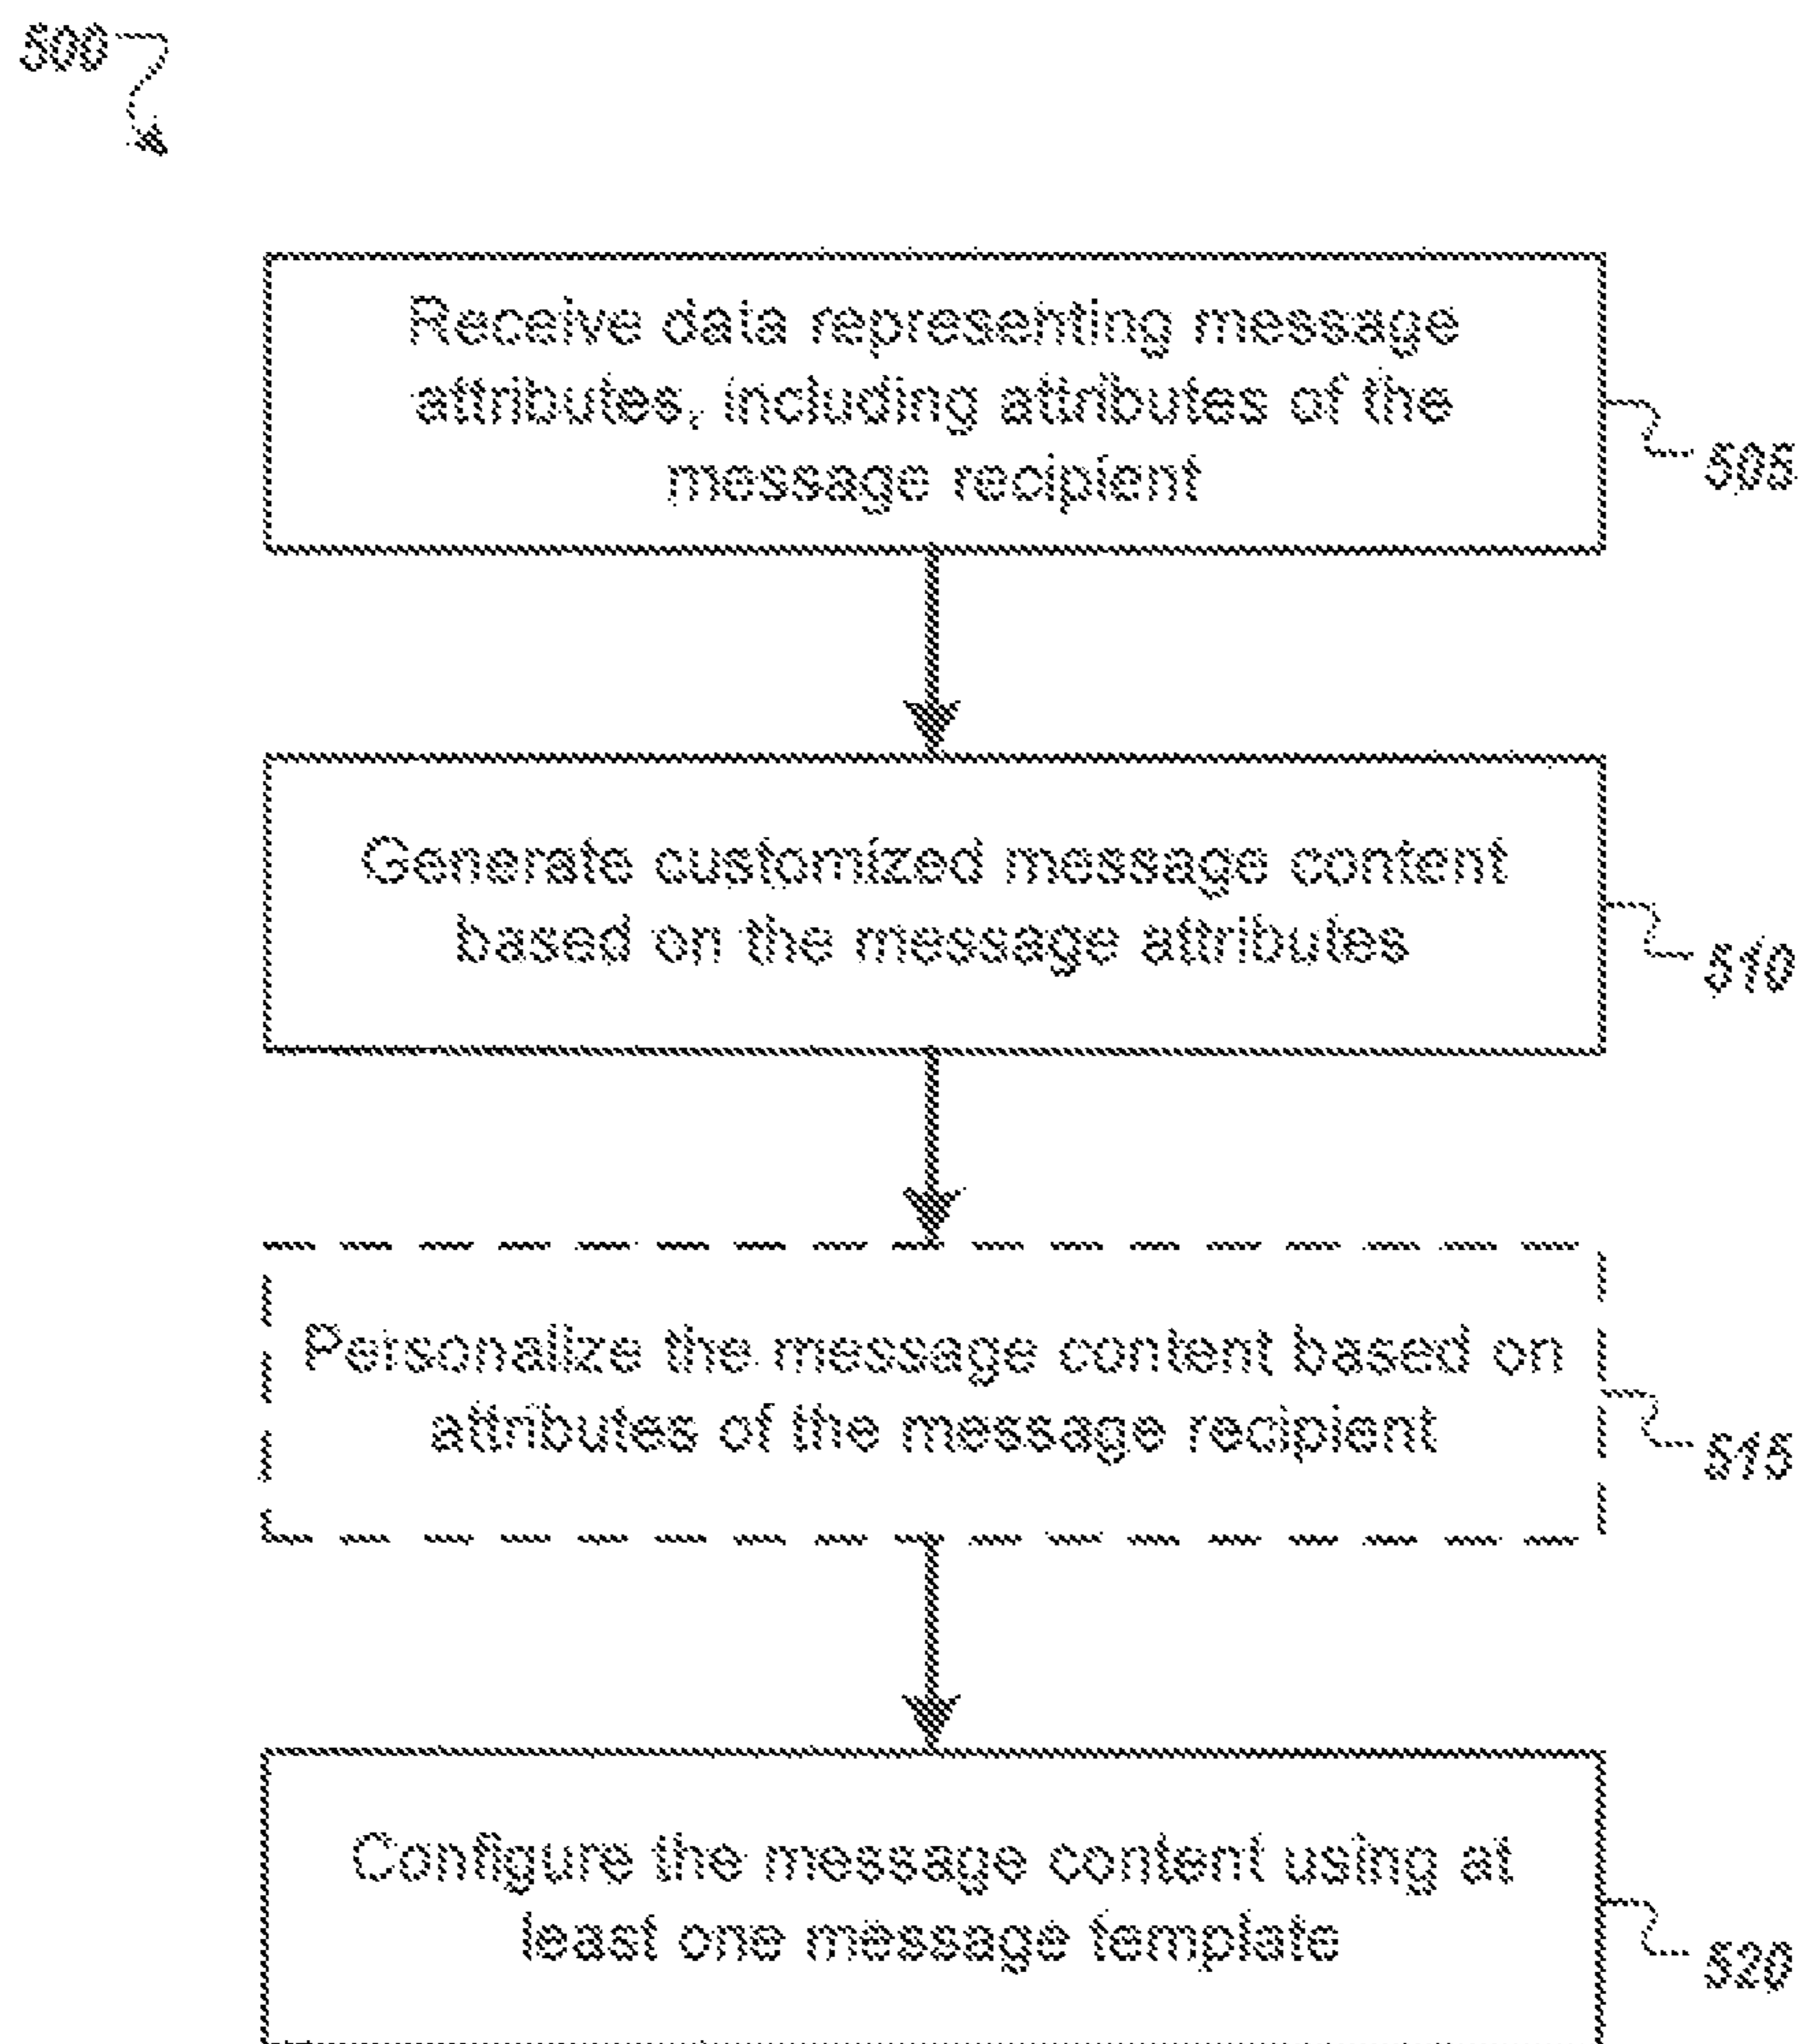 500
Receive data representing message
attributes, including attributes of the
message recipient
505
Generate customized message content
based on the message attributes
510
Personalize the message content based on
attributes of the message recipient
515
Configure the message content using at
least one message template
520